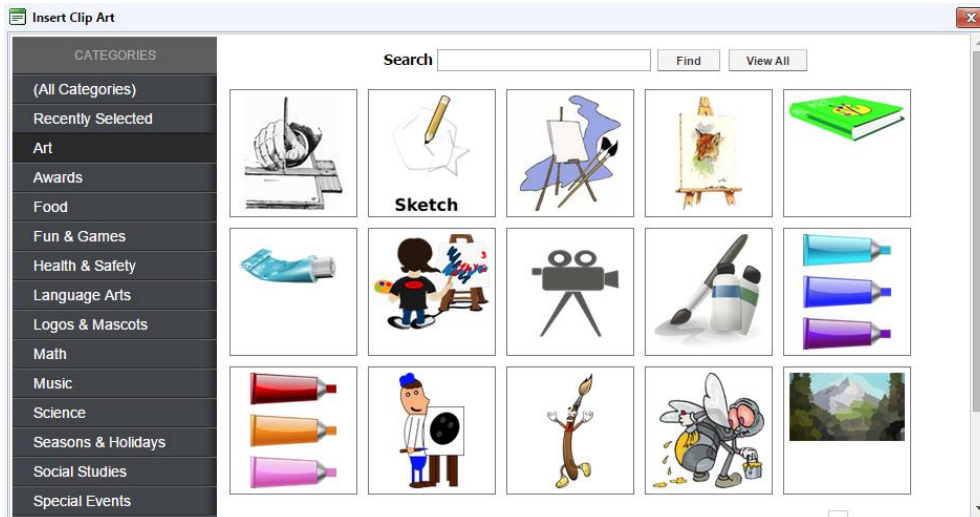 Insert Clip Art
X
CATEGORIES
(All Categories)
Recently Selected
Art
Awards
Food
Fun & Games
Health & Safety
Language Arts
Logos & Mascots
Math
Music
Science
Seasons & Holidays
Social Studies
Special Events
Search
Find
View All
Sketch